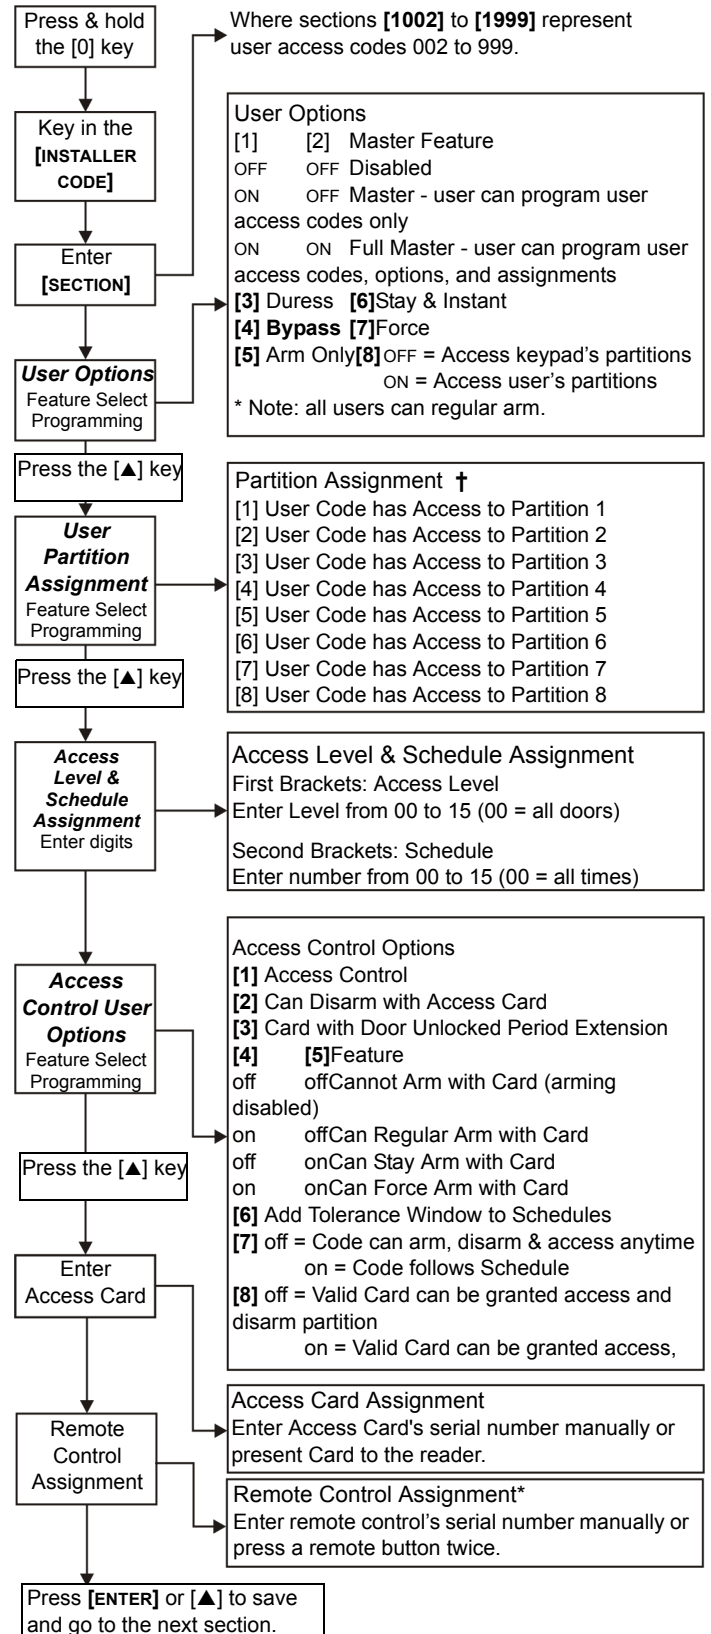 Press & hold
the [0] key
Where sections [1002] to [1999] represent
user access codes 002 to 999.
Key in the
[INSTALLER
CODE]
Enter
[SECTION]
User Options
[1] [2] Master Feature
OFF OFF Disabled
ON OFF Master - user can program user
access codes only
ON ON Full Master - user can program user
access codes, options, and assignments
[3] Duress [6]Stay & Instant
[4] Bypass [7]Force
[5] Arm Only[8]OFF = Access keypad's partitions
ON = Access user's partitions
* Note: all users can regular arm.
User Options
Feature Select
Programming
Press the [▲] key
User
Partition
Assignment
Feature Select
Programming
Partition Assignment †
[1] User Code has Access to Partition 1
[2] User Code has Access to Partition 2
[3] User Code has Access to Partition 3
[4] User Code has Access to Partition 4
[5] User Code has Access to Partition 5
[6] User Code has Access to Partition 6
[7] User Code has Access to Partition 7
[8] User Code has Access to Partition 8
Press the [▲] key
Access
Level &
Schedule
Assignment
Enter digits
Access Level & Schedule Assignment
First Brackets: Access Level
Enter Level from 00 to 15 (00 = all doors)
Second Brackets: Schedule
Enter number from 00 to 15 (00 = all times)
Access
Control User
Options
Feature Select
Programming
Access Control Options
[1] Access Control
[2] Can Disarm with Access Card
[3] Card with Door Unlocked Period Extension
[4] [5]Feature
off offCannot Arm with Card (arming
disabled)
on offCan Regular Arm with Card
off onCan Stay Arm with Card
on onCan Force Arm with Card
[6] Add Tolerance Window to Schedules
[7] off = Code can arm, disarm & access anytime
on = Code follows Schedule
[8] off = Valid Card can be granted access and
disarm partition
on = Valid Card can be granted access,
Press the [▲] key
Enter
Access Card
Access Card Assignment
Enter Access Card's serial number manually or
present Card to the reader.
Remote
Control
Assignment
Remote Control Assignment*
Enter remote control's serial number manually or
press a remote button twice.
Press [ENTER] or [▲] to save
and go to the next section.